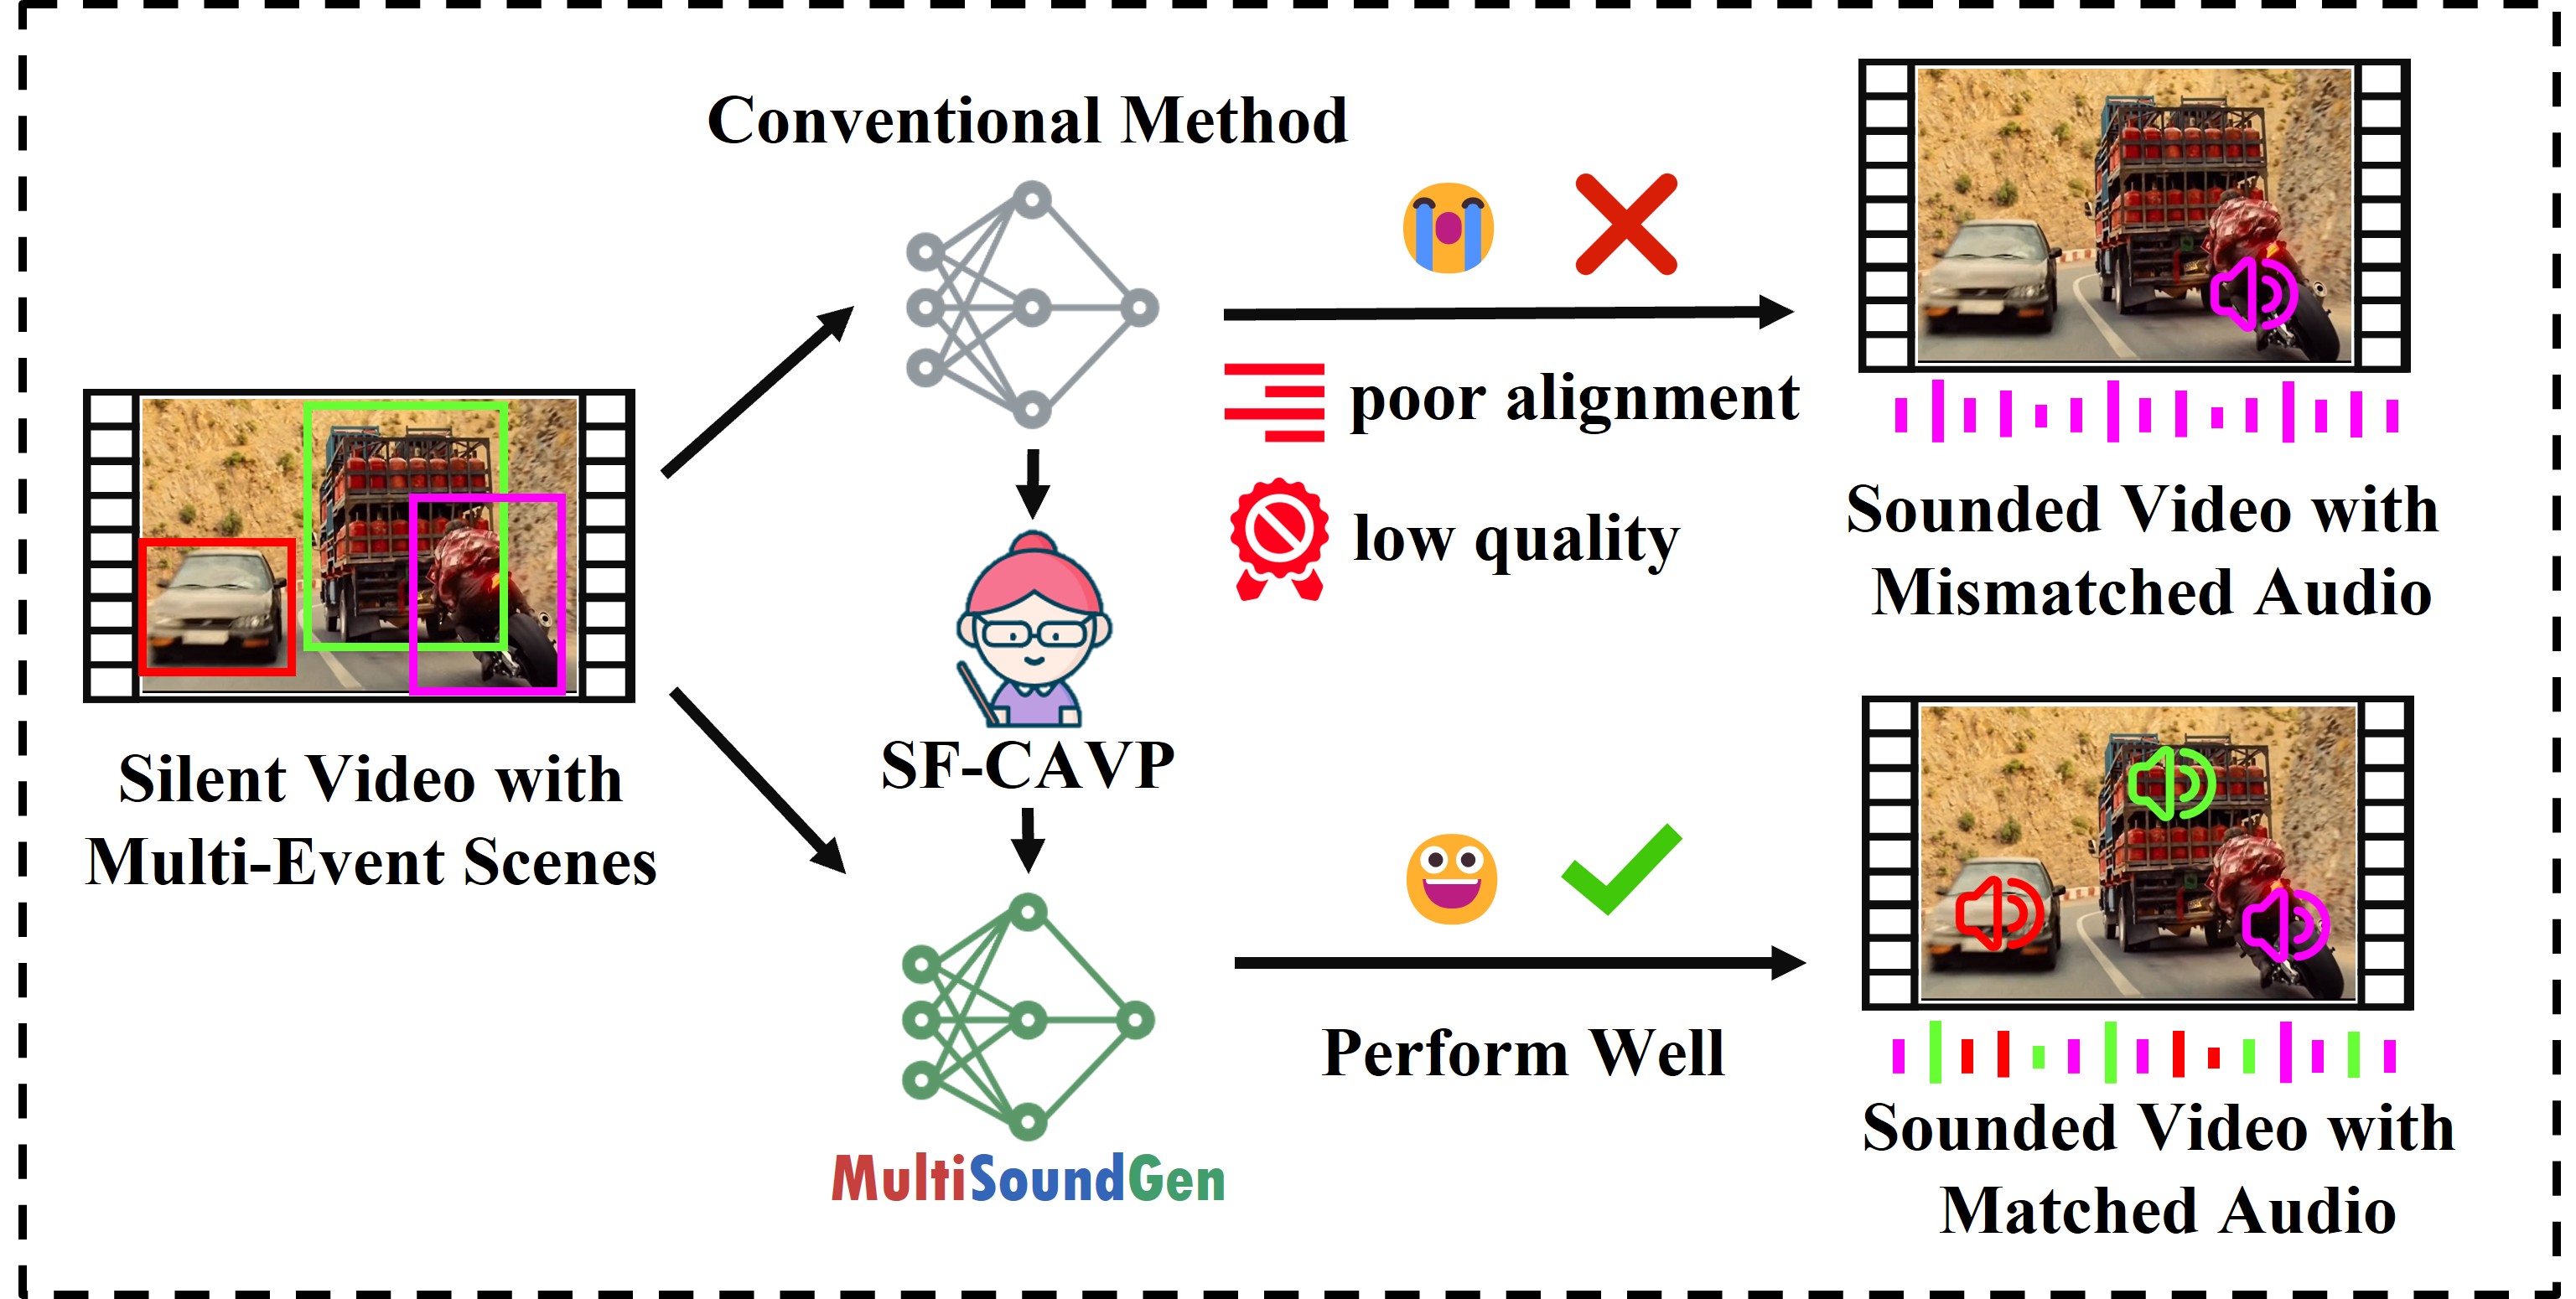 Conventional Method
poor alignment
low quality
Sounded Video with
Mismatched Audio
Silent Video with
Multi-Event Scenes
SF-CAVP
Perform Well
MultiSoundGen
Sounded Video with
Matched Audio